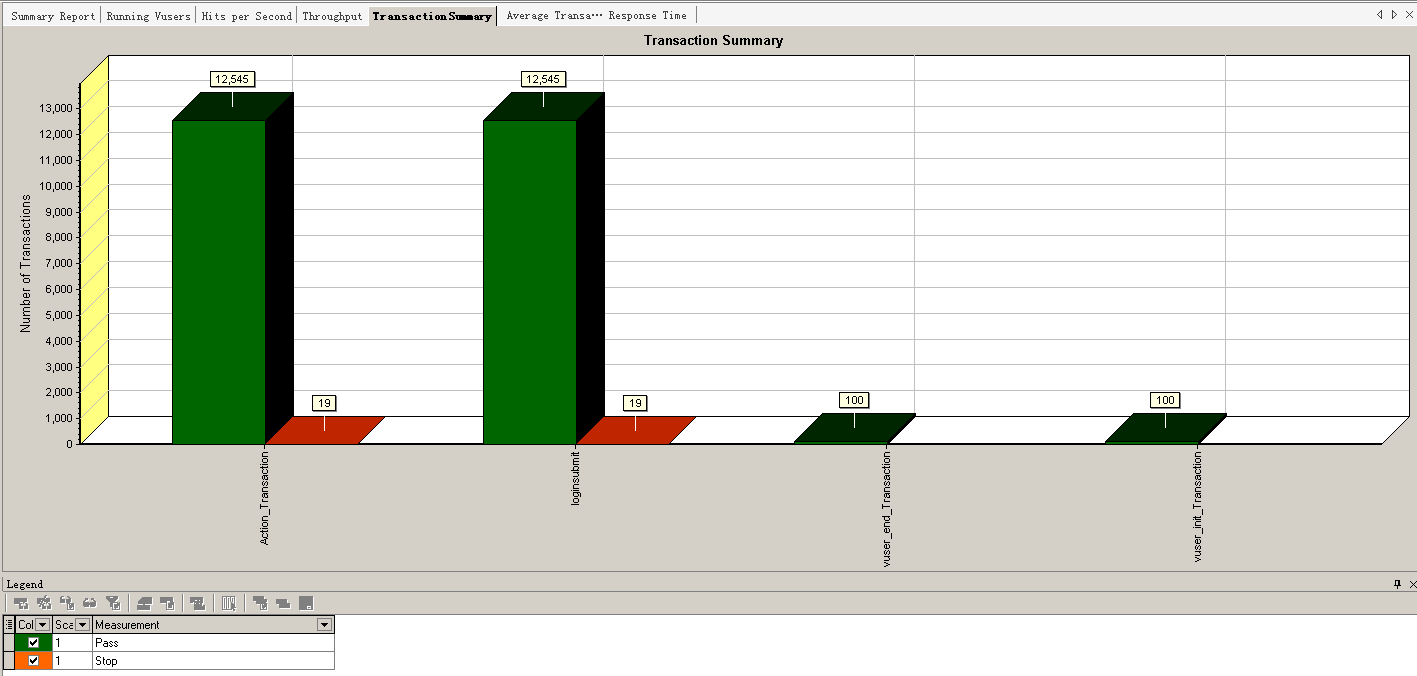 Summary Report Running Vusers Hits per Second Throughput Transaction Summary Average Transa··· Response Time
Transaction Summary
Number of Transactions
13,000
12,000
11,000
10,000
9,000
8,000
7,000
6,000
5,000
4,000
3,000
2,000
1,000
0
12,545
19
12,545
19
100
100
Action_Transaction
loginsubmit
vuser_end_Transaction
vuser_init_Transaction
Legend
Col Sca Measurement
1 Pass
1 Stop